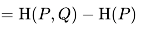 = H(P, Q) − H(P)